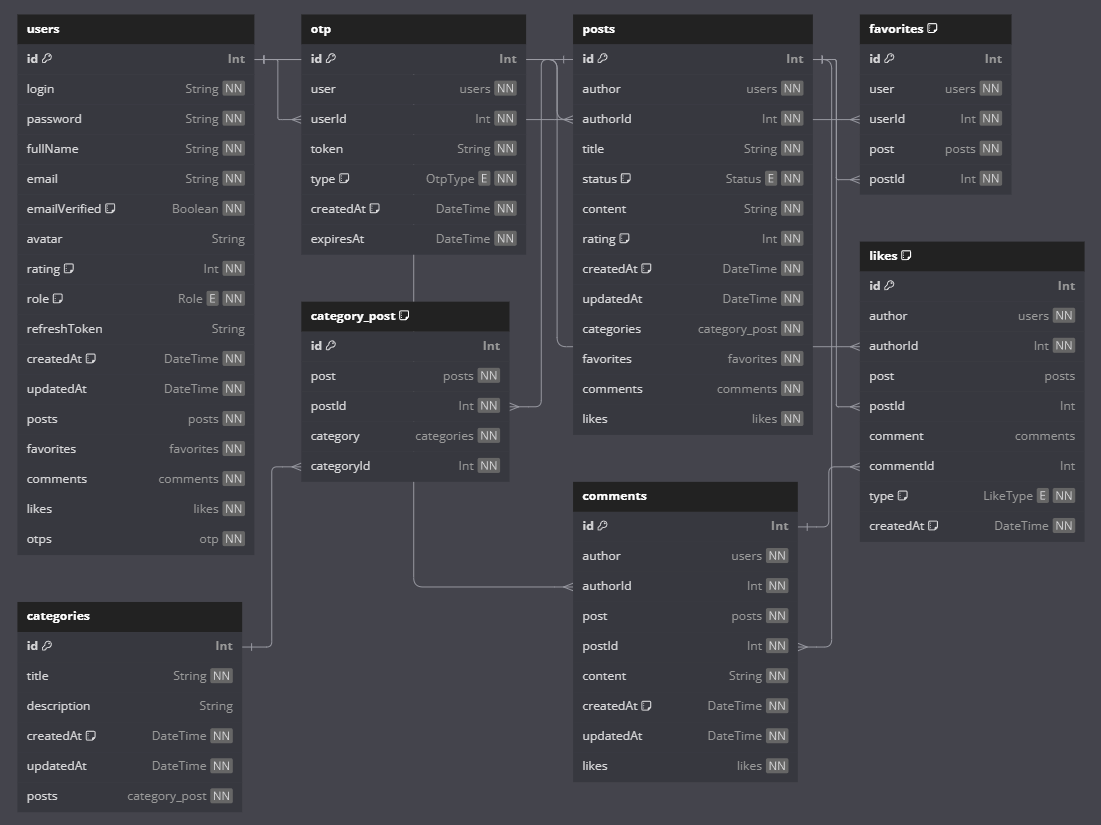 users
id Int
login String NN
password String NN
fullName String NN
email String NN
emailVerified Boolean NN
avatar String
rating Int NN
role Role E NN
refreshToken String
createdAt DateTime NN
updatedAt DateTime NN
posts posts NN
favorites favorites NN
comments comments NN
likes likes NN
otps otp NN
categories
id Int
title String NN
description String
createdAt DateTime NN
updatedAt DateTime NN
posts category_post NN
otp
id Int
user users NN
userId Int NN
token String NN
type OtpType E NN
createdAt DateTime NN
expiresAt DateTime NN
category_post
id Int
post posts NN
postId Int NN
category categories NN
categoryId Int NN
posts
id Int
author users NN
authorId Int NN
title String NN
status Status E NN
content String NN
rating Int NN
createdAt DateTime NN
updatedAt DateTime NN
categories category_post NN
favorites favorites NN
comments comments NN
likes likes NN
comments
id Int
author users NN
authorId Int NN
post posts NN
postId Int NN
content String NN
createdAt DateTime NN
updatedAt DateTime NN
likes likes NN
favorites
id Int
user users NN
userId Int NN
post posts NN
postId Int NN
likes
id Int
author users NN
authorId Int NN
post posts
postId Int
comment comments
commentId Int
type LikeType E NN
createdAt DateTime NN